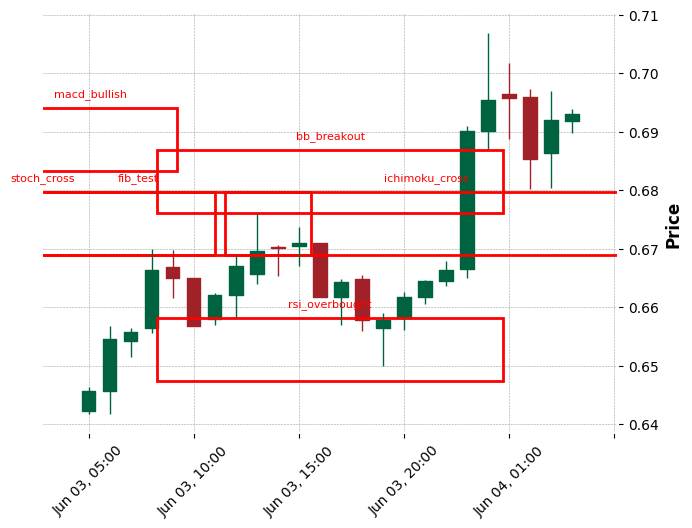 0.71
0.70
macd_bullish
0.69
bb_breakout
stoch_cross
fib_test
ichimoku_cross
0.68
0.67
0.66
rsi_overbought
0.65
0.64
Price
Jun 03, 05:00
Jun 03, 10:00
Jun 03, 15:00
Jun 03, 20:00
Jun 04, 01:00